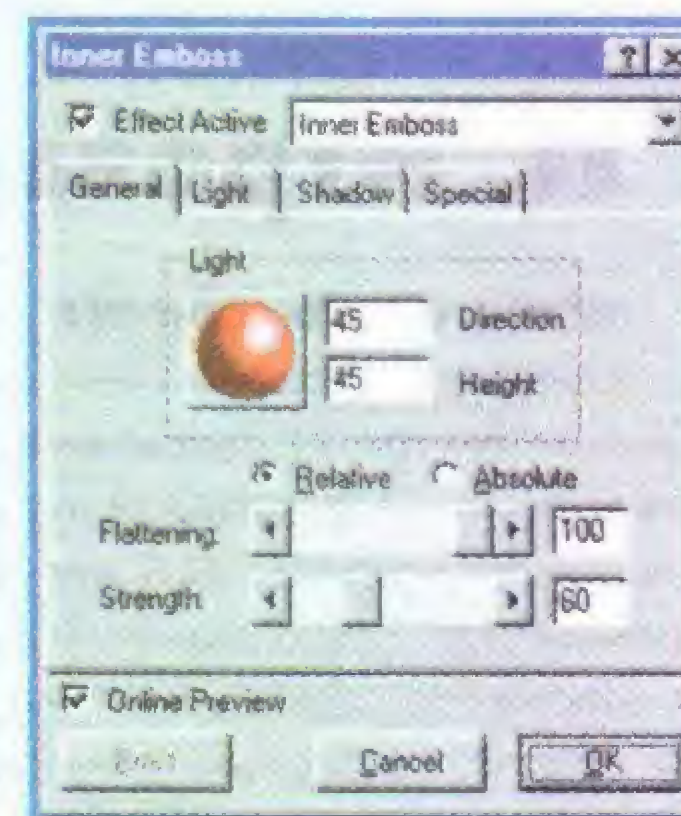 Inner Emboss ? ×
Effect Active Inner Emboss
General Light Shadow Special
Light
45 Direction
45 Height
Relative Absolute
Flattening: 100
Strength: 60
Online Preview
Cancel OK